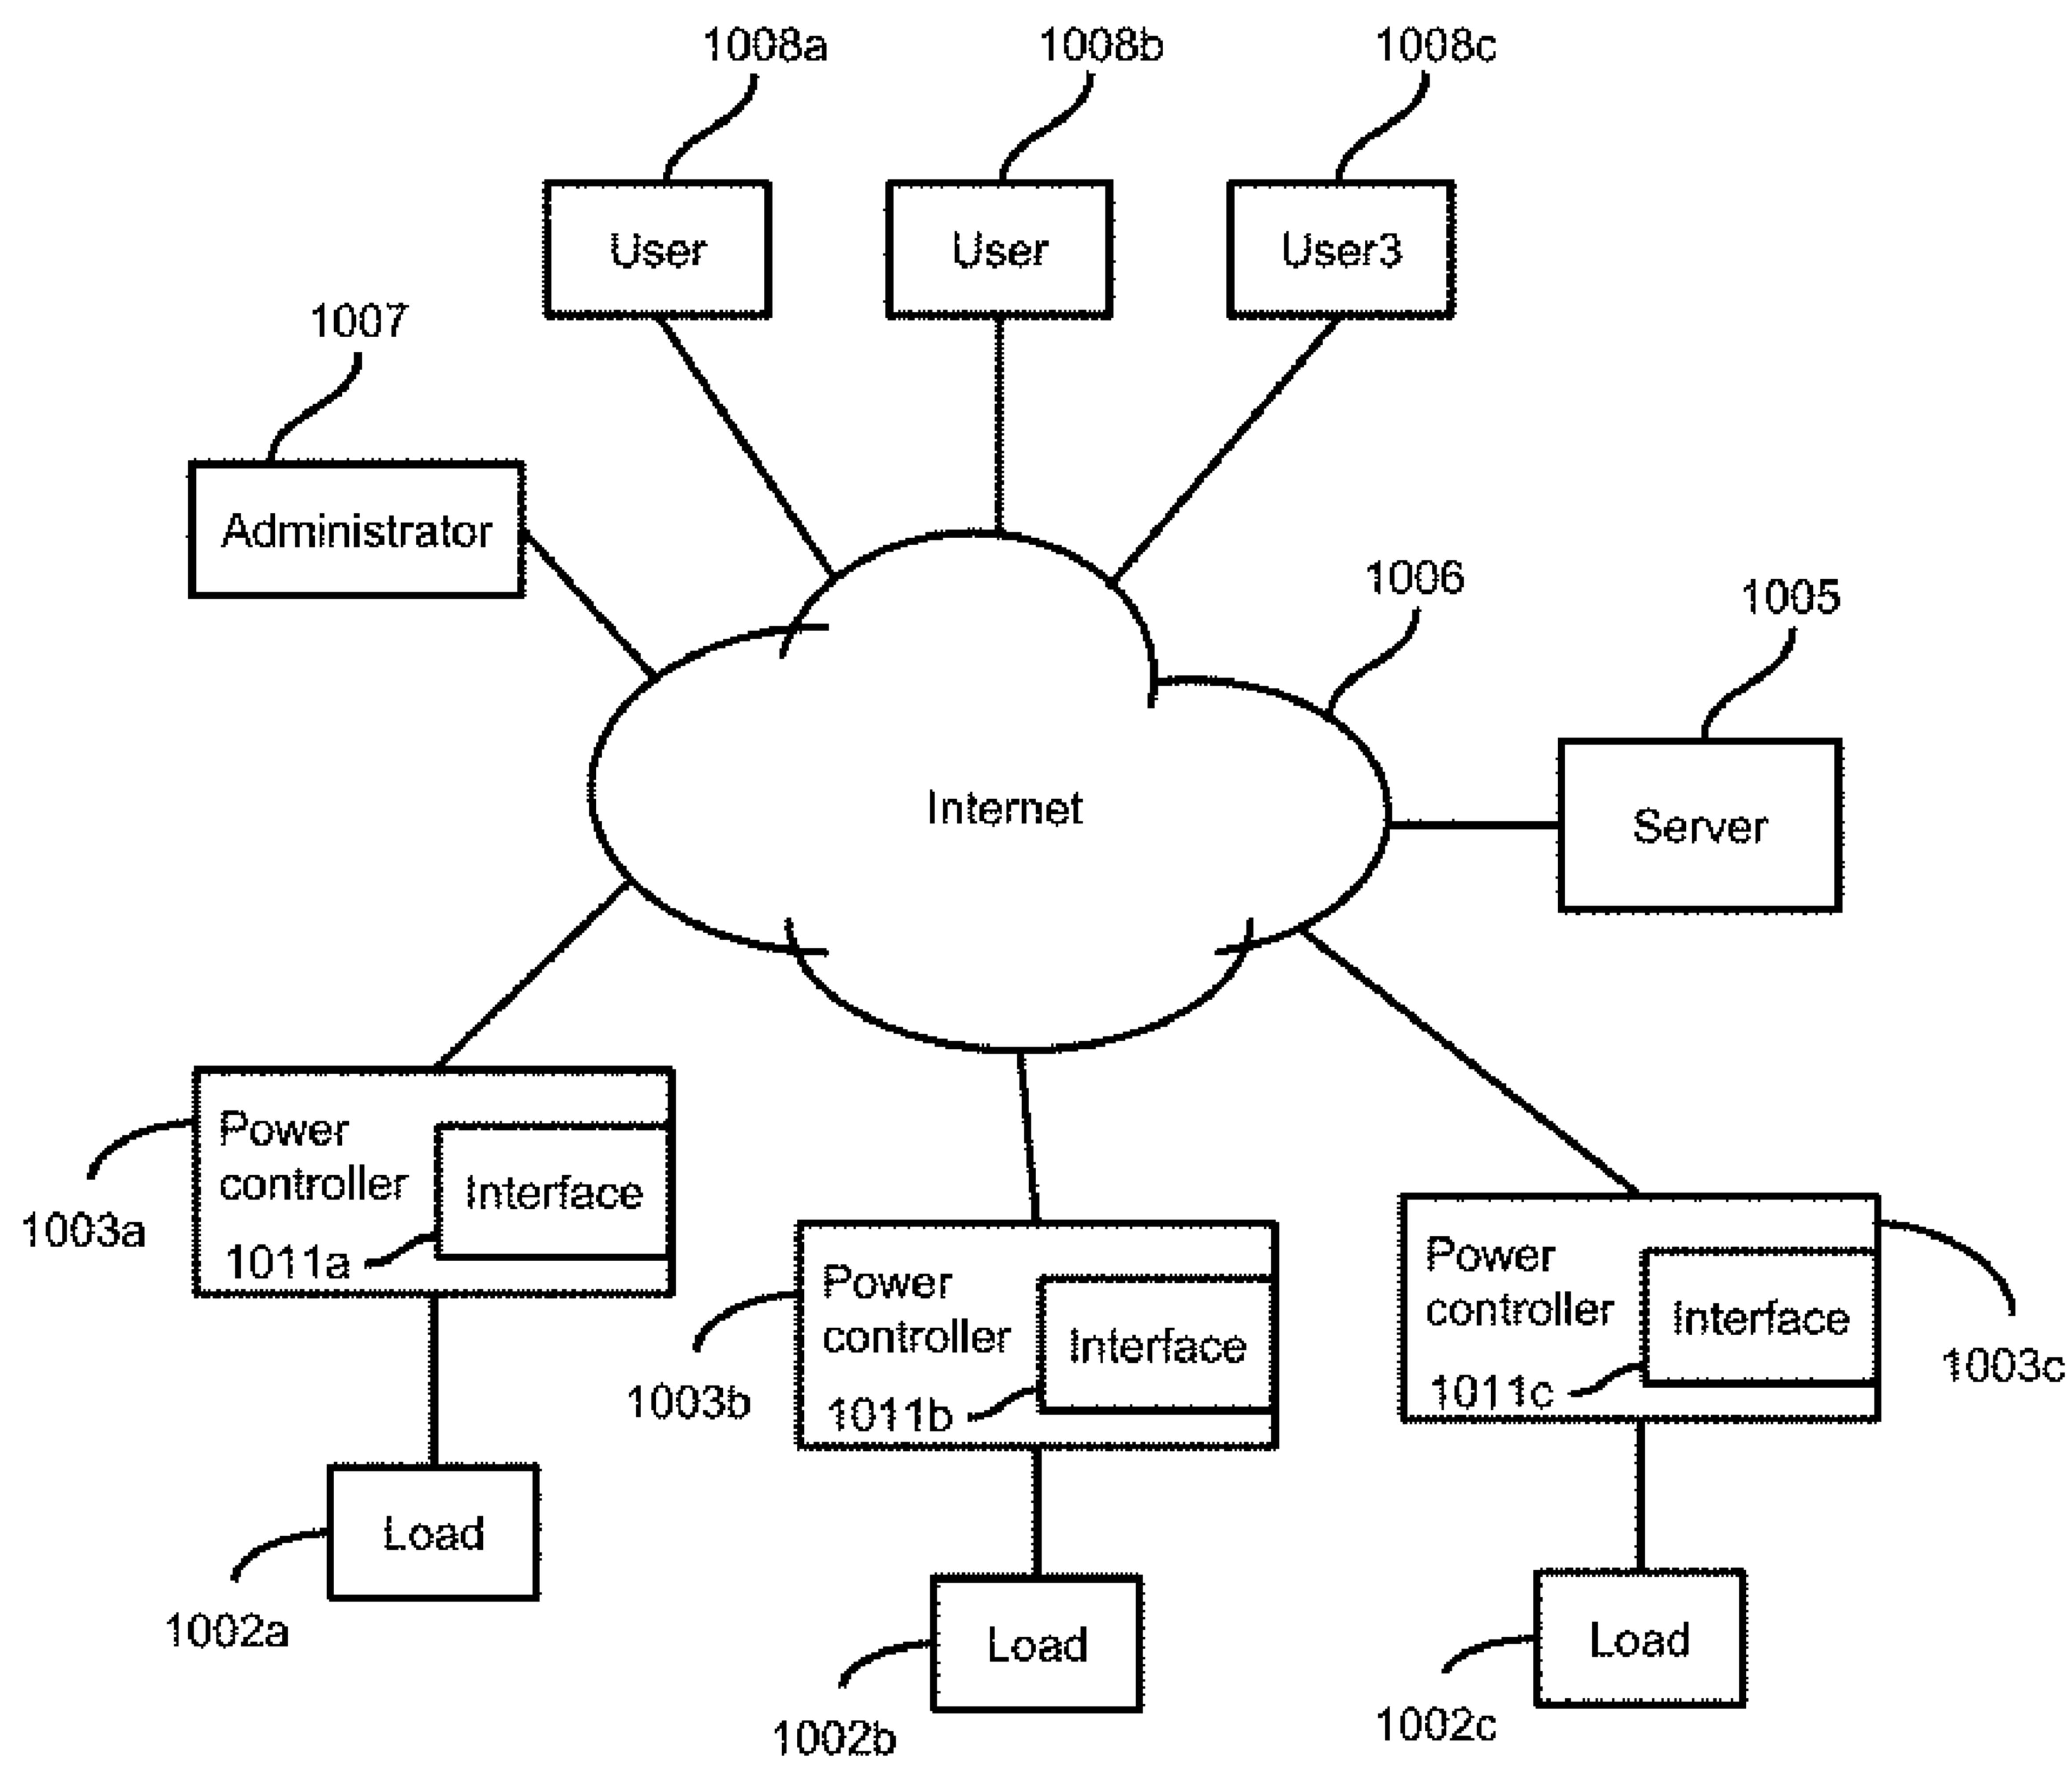 1008a
1008b
1008c
User
User
User3
1007
Administrator
1006
1005
Internet
Server
Power
controller
Interface
1003a
1011a
Power
controller
Interface
1003b
1011b
Power
controller
Interface
1003c
1011c
Load
1002a
Load
1002b
Load
1002c